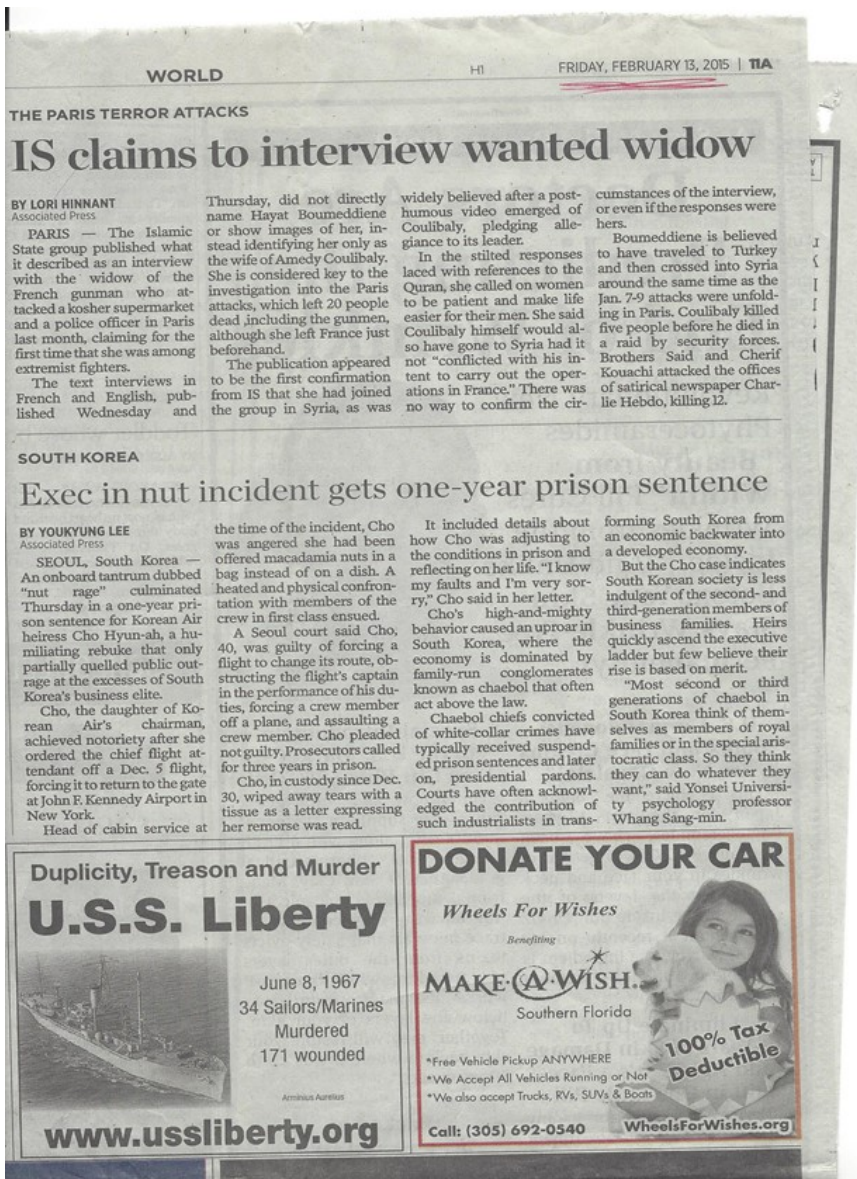 WORLD
H1
FRIDAY, FEBRUARY 13, 2015 | 11A
THE PARIS TERROR ATTACKS
IS claims to interview wanted widow
BY LORI HINNANT
Associated Press
PARIS — The Islamic
State group published what
it described as an interview
with the widow of the
French gunman who at-
tacked a kosher supermarket
and a police officer in Paris
last month, claiming for the
first time that she was among
extremist fighters.
The text interviews in
French and English, pub-
lished Wednesday and
Thursday, did not directly
name Hayat Boumeddiene
or show images of her, in-
stead identifying her only as
the wife of Amedy Coulibaly.
She is considered key to the
investigation into the Paris
attacks, which left 20 people
dead ,including the gunmen,
although she left France just
beforehand.
The publication appeared
to be the first confirmation
from IS that she had joined
the group in Syria, as was
widely believed after a post-
humous video emerged of
Coulibaly, pledging alle-
giance to its leader.
In the stilted responses
laced with references to the
Quran, she called on women
to be patient and make life
easier for their men. She said
Coulibaly himself would al-
so have gone to Syria had it
not "conflicted with his in-
tent to carry out the oper-
ations in France." There was
no way to confirm the cir-
cumstances of the interview,
or even if the responses were
hers.
Boumeddiene is believed
to have traveled to Turkey
and then crossed into Syria
around the same time as the
Jan. 7-9 attacks were unfold-
ing in Paris. Coulibaly killed
five people before he died in
a raid by security forces.
Brothers Said and Cherif
Kouachi attacked the offices
of satirical newspaper Char-
lie Hebdo, killing 12.
SOUTH KOREA
Exec in nut incident gets one-year prison sentence
BY YOUKYUNG LEE
Associated Press
SEOUL, South Korea —
An onboard tantrum dubbed
"nut rage" culminated
Thursday in a one-year pri-
son sentence for Korean Air
heiress Cho Hyun-ah, a hu-
miliating rebuke that only
partially quelled public out-
rage at the excesses of South
Korea's business elite.
Cho, the daughter of Ko-
rean Air's chairman,
achieved notoriety after she
ordered the chief flight at-
tendant off a Dec. 5 flight,
forcing it to return to the gate
at John F. Kennedy Airport in
New York.
Head of cabin service at
the time of the incident, Cho
was angered she had been
offered macadamia nuts in a
bag instead of on a dish. A
heated and physical confron-
tation with members of the
crew in first class ensued.
A Seoul court said Cho,
40, was guilty of forcing a
flight to change its route, ob-
structing the flight's captain
in the performance of his du-
ties, forcing a crew member
off a plane, and assaulting a
crew member. Cho pleaded
not guilty. Prosecutors called
for three years in prison.
Cho, in custody since Dec.
30, wiped away tears with a
tissue as a letter expressing
her remorse was read.
It included details about
how Cho was adjusting to
the conditions in prison and
reflecting on her life. "I know
my faults and I'm very sor-
ry," Cho said in her letter.
Cho's high-and-mighty
behavior caused an uproar in
South Korea, where the
economy is dominated by
family-run conglomerates
known as chaebol that often
act above the law.
Chaebol chiefs convicted
of white-collar crimes have
typically received suspend-
ed prison sentences and later
on, presidential pardons.
Courts have often acknowl-
edged the contribution of
such industrialists in trans-
forming South Korea from
an economic backwater into
a developed economy.
But the Cho case indicates
South Korean society is less
indulgent of the second- and
third-generation members of
business families. Heirs
quickly ascend the executive
ladder but few believe their
rise is based on merit.
"Most second or third
generations of chaebol in
South Korea think of them-
selves as members of royal
families or in the special aris-
tocratic class. So they think
they can do whatever they
want," said Yonsei Universi-
ty psychology professor
Whang Sang-min.
Duplicity, Treason and Murder
U.S.S. Liberty
June 8, 1967
34 Sailors/Marines
Murdered
171 wounded
Arminius Aurelius
www.ussliberty.org
DONATE YOUR CAR
Wheels For Wishes
Benefiting
MAKE-A-WISH.
Southern Florida
100% Tax
Deductible
*Free Vehicle Pickup ANYWHERE
*We Accept All Vehicles Running or Not
*We also accept Trucks, RVs, SUVs & Boats
Call: (305) 692-0540
WheelsForWishes.org